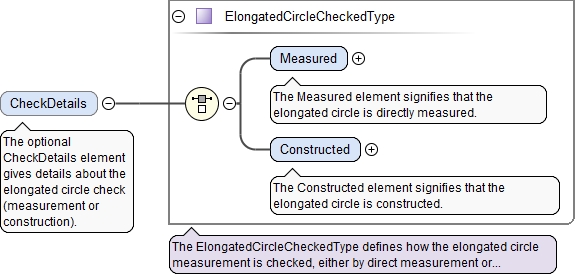 ElongatedCircleCheckedType
Measured
The Measured element signifies that the
elongated circle is directly measured.
CheckDetails
The optional
CheckDetails element
gives details about the
elongated circle check
(measurement or
construction).
Constructed
The Constructed element signifies that the
elongated circle is constructed.
The ElongatedCircleCheckedType defines how the elongated circle
measurement is checked, either by direct measurement or...